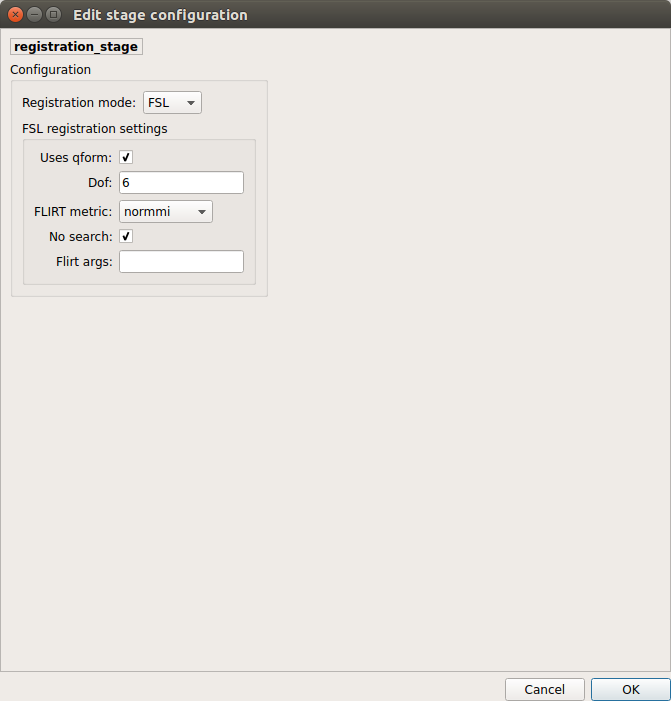 Edit stage configuration
registration_stage
Configuration
Registration mode: FSL
FSL registration settings
Uses qform:
Dof: 6
FLIRT metric: normmi
No search:
Flirt args:
Cancel OK